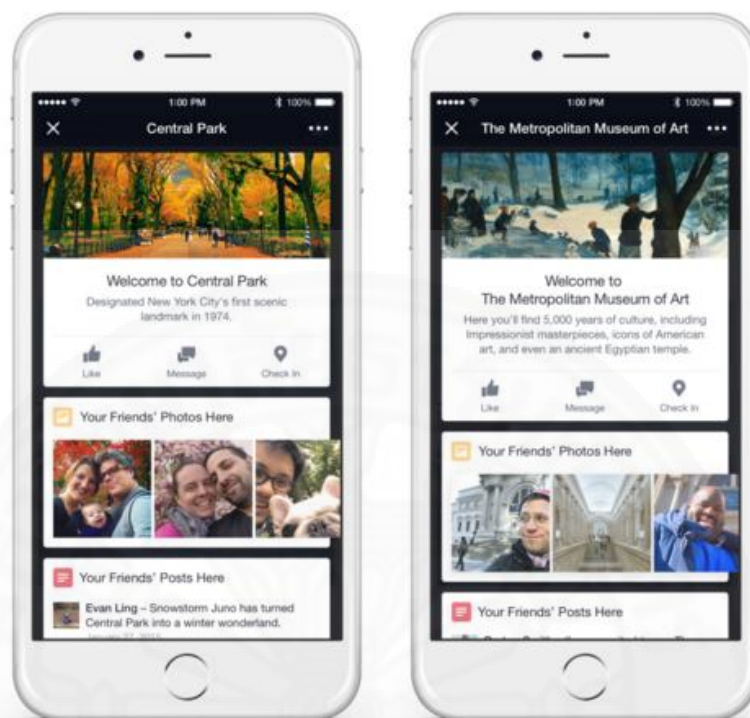 1:00 PM
100%
Central Park
Welcome to Central Park
Designated New York City's first scenic
landmark in 1974.
Like
Message
Check In
Your Friends' Photos Here
Your Friends' Posts Here
Evan Ling – Snowstorm Juno has turned
Central Park into a winter wonderland.
January 27, 2015
1:00 PM
100%
The Metropolitan Museum of Art
Welcome to
The Metropolitan Museum of Art
Here you'll find 5,000 years of culture, including
Impressionist masterpieces, icons of American
art, and even an ancient Egyptian temple.
Like
Message
Check In
Your Friends' Photos Here
Your Friends' Posts Here